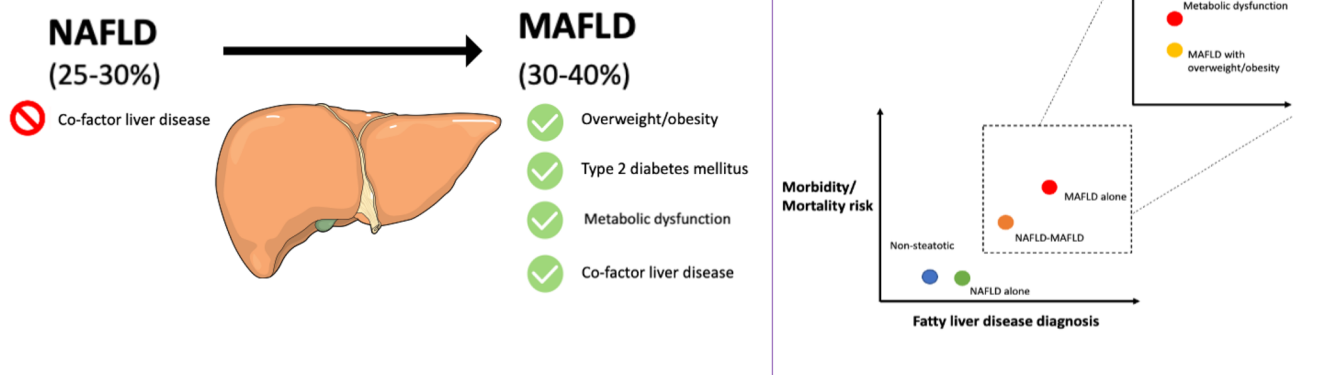 NAFLD
(25-30%)
Co-factor liver disease
MAFLD
(30-40%)
Overweight/obesity
Type 2 diabetes mellitus
Metabolic dysfunction
Co-factor liver disease
Metabolic dysfunction
MAFLD with
overweight/obesity
Morbidity/
Mortality risk
MAFLD alone
NAFLD-MAFLD
Non-steatotic
NAFLD alone
Fatty liver disease diagnosis